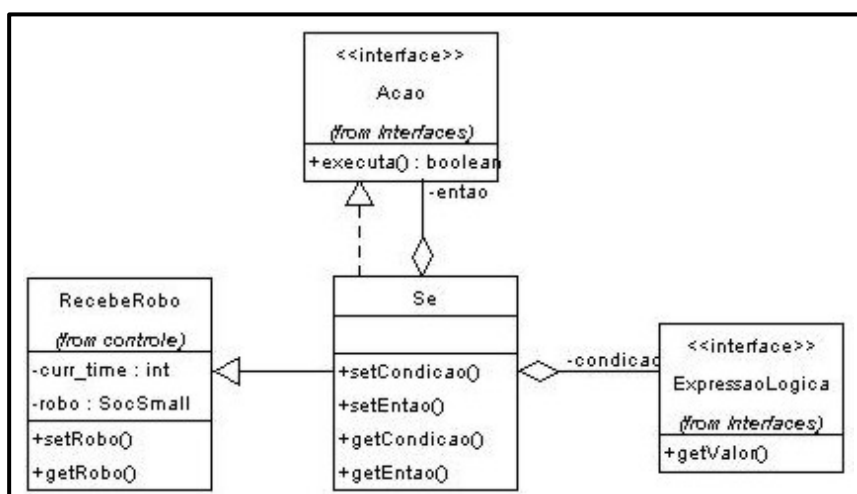 <<interface>>
Acao
(from Interfaces)
+executa() : boolean
-entao
RecebeRobo
(from controle)
-curr_time : int
-robo : SocSmall
+setRobo()
+getRobo()
Se
+setCondicao()
+setEntao()
+getCondicao()
+getEntao()
-condicao
<<interface>>
ExpressaoLogica
(from Interfaces)
+getValor()